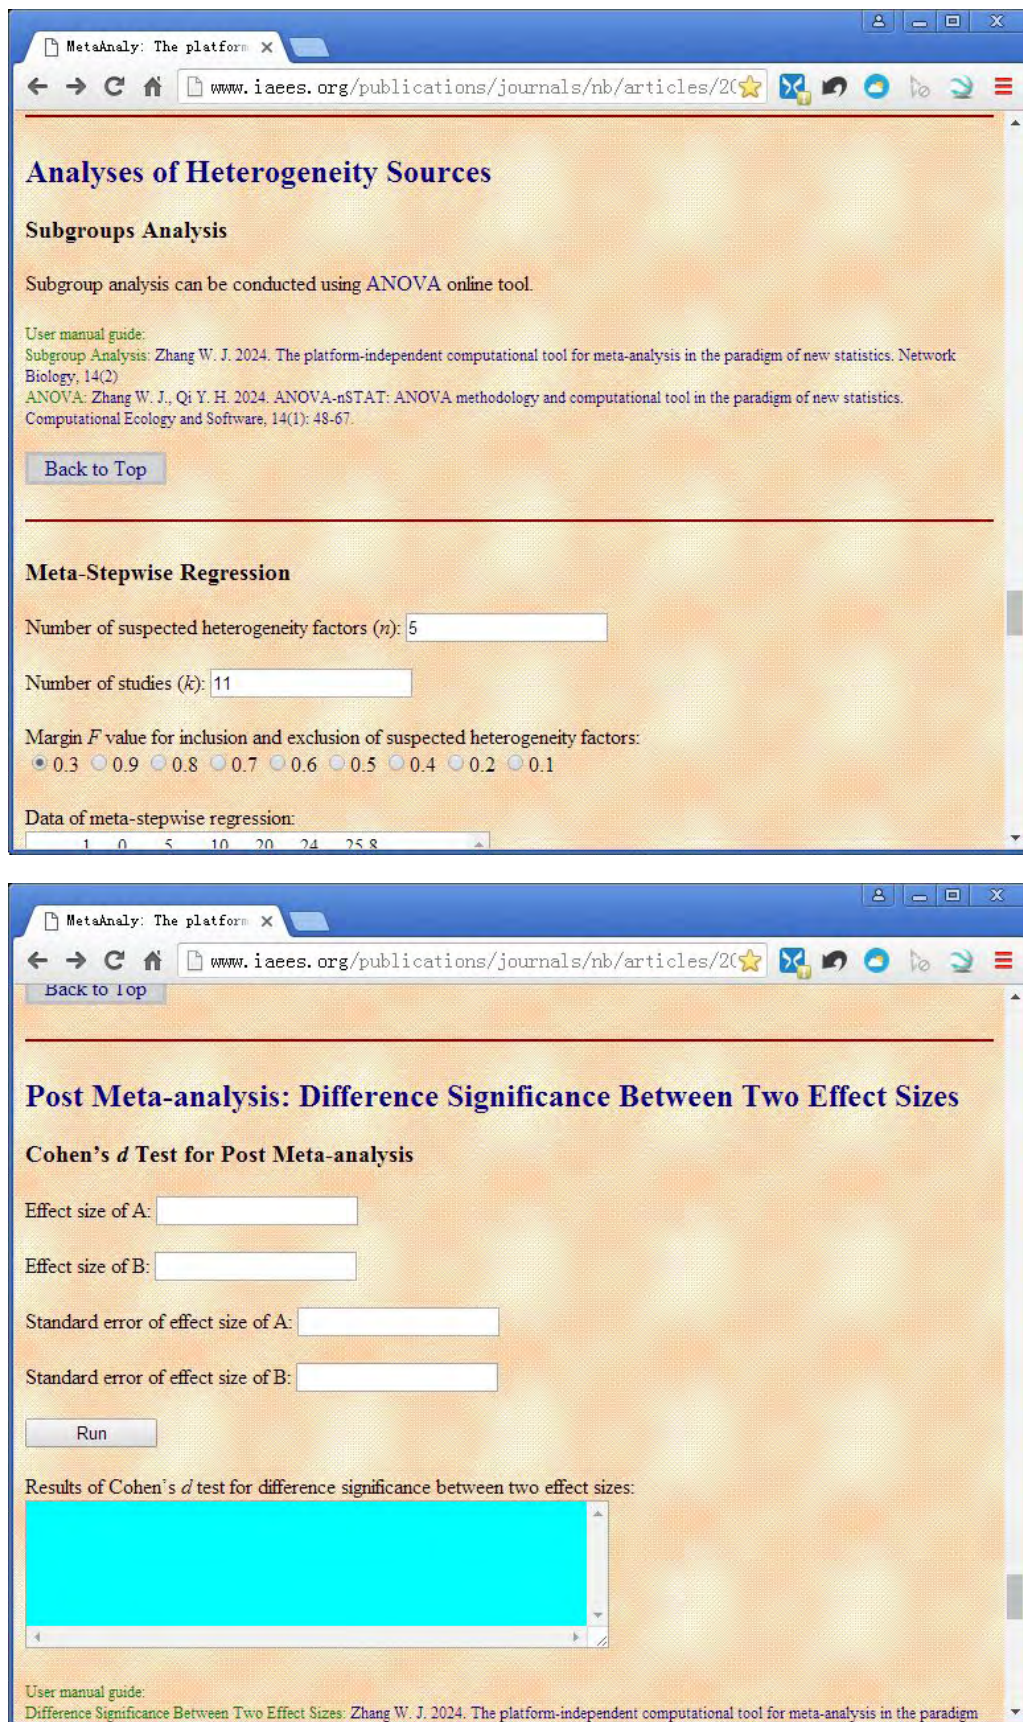 MetaAnaly: The platform
www.iaees.org/publications/journals/nb/articles/20
Analyses of Heterogeneity Sources
Subgroups Analysis
Subgroup analysis can be conducted using ANOVA online tool.
User manual guide:
Subgroup Analysis: Zhang W. J. 2024. The platform-independent computational tool for meta-analysis in the paradigm of new statistics. Network
Biology, 14(2)
ANOVA: Zhang W. J., Qi Y. H. 2024. ANOVA-nSTAT: ANOVA methodology and computational tool in the paradigm of new statistics.
Computational Ecology and Software, 14(1): 48-67.
Back to Top
Meta-Stepwise Regression
Number of suspected heterogeneity factors (n): 5
Number of studies (k): 11
Margin F value for inclusion and exclusion of suspected heterogeneity factors:
0.3 0.9 0.8 0.7 0.6 0.5 0.4 0.2 0.1
Data of meta-stepwise regression:
1 0 5 10 20 24 25.8
MetaAnaly: The platform
www.iaees.org/publications/journals/nb/articles/20
Back to Top
Post Meta-analysis: Difference Significance Between Two Effect Sizes
Cohen's d Test for Post Meta-analysis
Effect size of A:
Effect size of B:
Standard error of effect size of A:
Standard error of effect size of B:
Run
Results of Cohen's d test for difference significance between two effect sizes:
User manual guide:
Difference Significance Between Two Effect Sizes: Zhang W. J. 2024. The platform-independent computational tool for meta-analysis in the paradigm